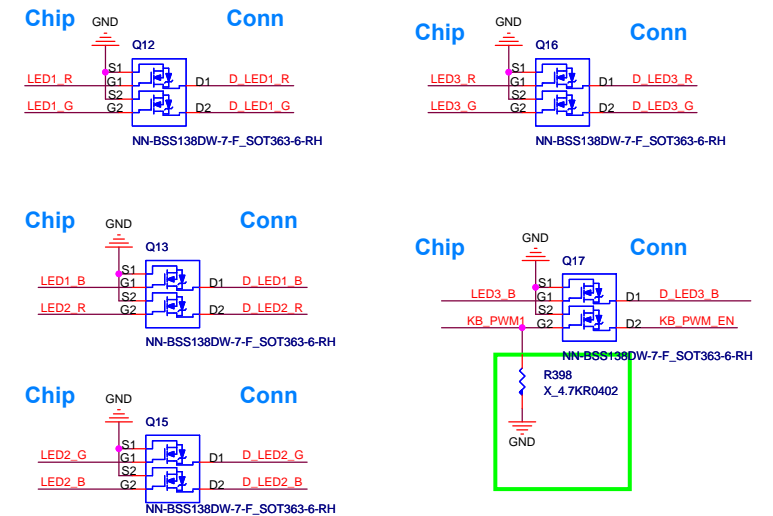 Chip
GND
Conn
Q12
S1
LED1_R
G1
D1
D_LED1_R
S2
LED1_G
G2
D2
D_LED1_G
NN-BSS138DW-7-F_SOT363-6-RH
Chip
GND
Conn
Q16
S1
LED3_R
G1
D1
D_LED3_R
S2
LED3_G
G2
D2
D_LED3_G
NN-BSS138DW-7-F_SOT363-6-RH
Chip
GND
Conn
Q13
S1
LED1_B
G1
D1
D_LED1_B
S2
LED2_R
G2
D2
D_LED2_R
NN-BSS138DW-7-F_SOT363-6-RH
Chip
GND
Conn
Q17
S1
LED3_B
G1
D1
D_LED3_B
S2
KB_PWM1
G2
D2
KB_PWM_EN
NN-BSS138DW-7-F_SOT363-6-RH
R398
X_4.7KR0402
GND
Chip
GND
Conn
Q15
S1
LED2_G
G1
D1
D_LED2_G
S2
LED2_B
G2
D2
D_LED2_B
NN-BSS138DW-7-F_SOT363-6-RH